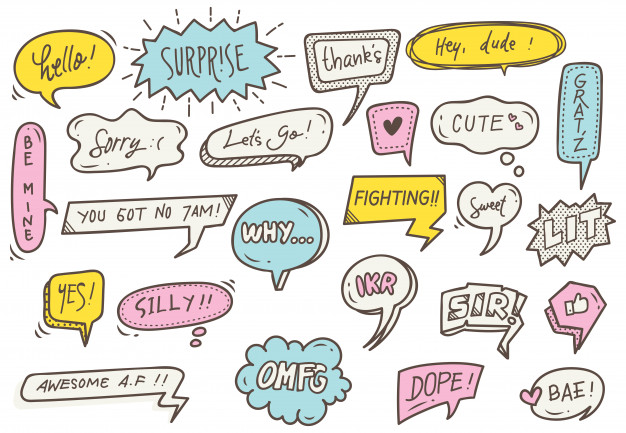 hello!
SURPRISE
thank's
Hey, dude !
GRATZ
BE MINE
Sorry :(
Let's Go!
CUTE
YOU GOT NO 7AM!
WHY...
FIGHTING!!
Sweet
LIT
YES!
SILLY!!
IKR
SIR!
AWESOME A.F !!
OMFG
DOPE!
BAE!